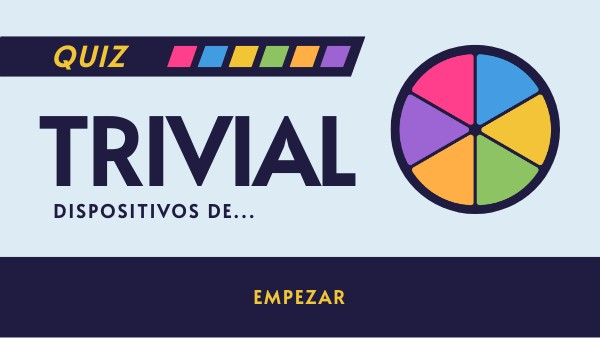 QUIZ
TRIVIAL
DISPOSITIVOS DE...
EMPEZAR